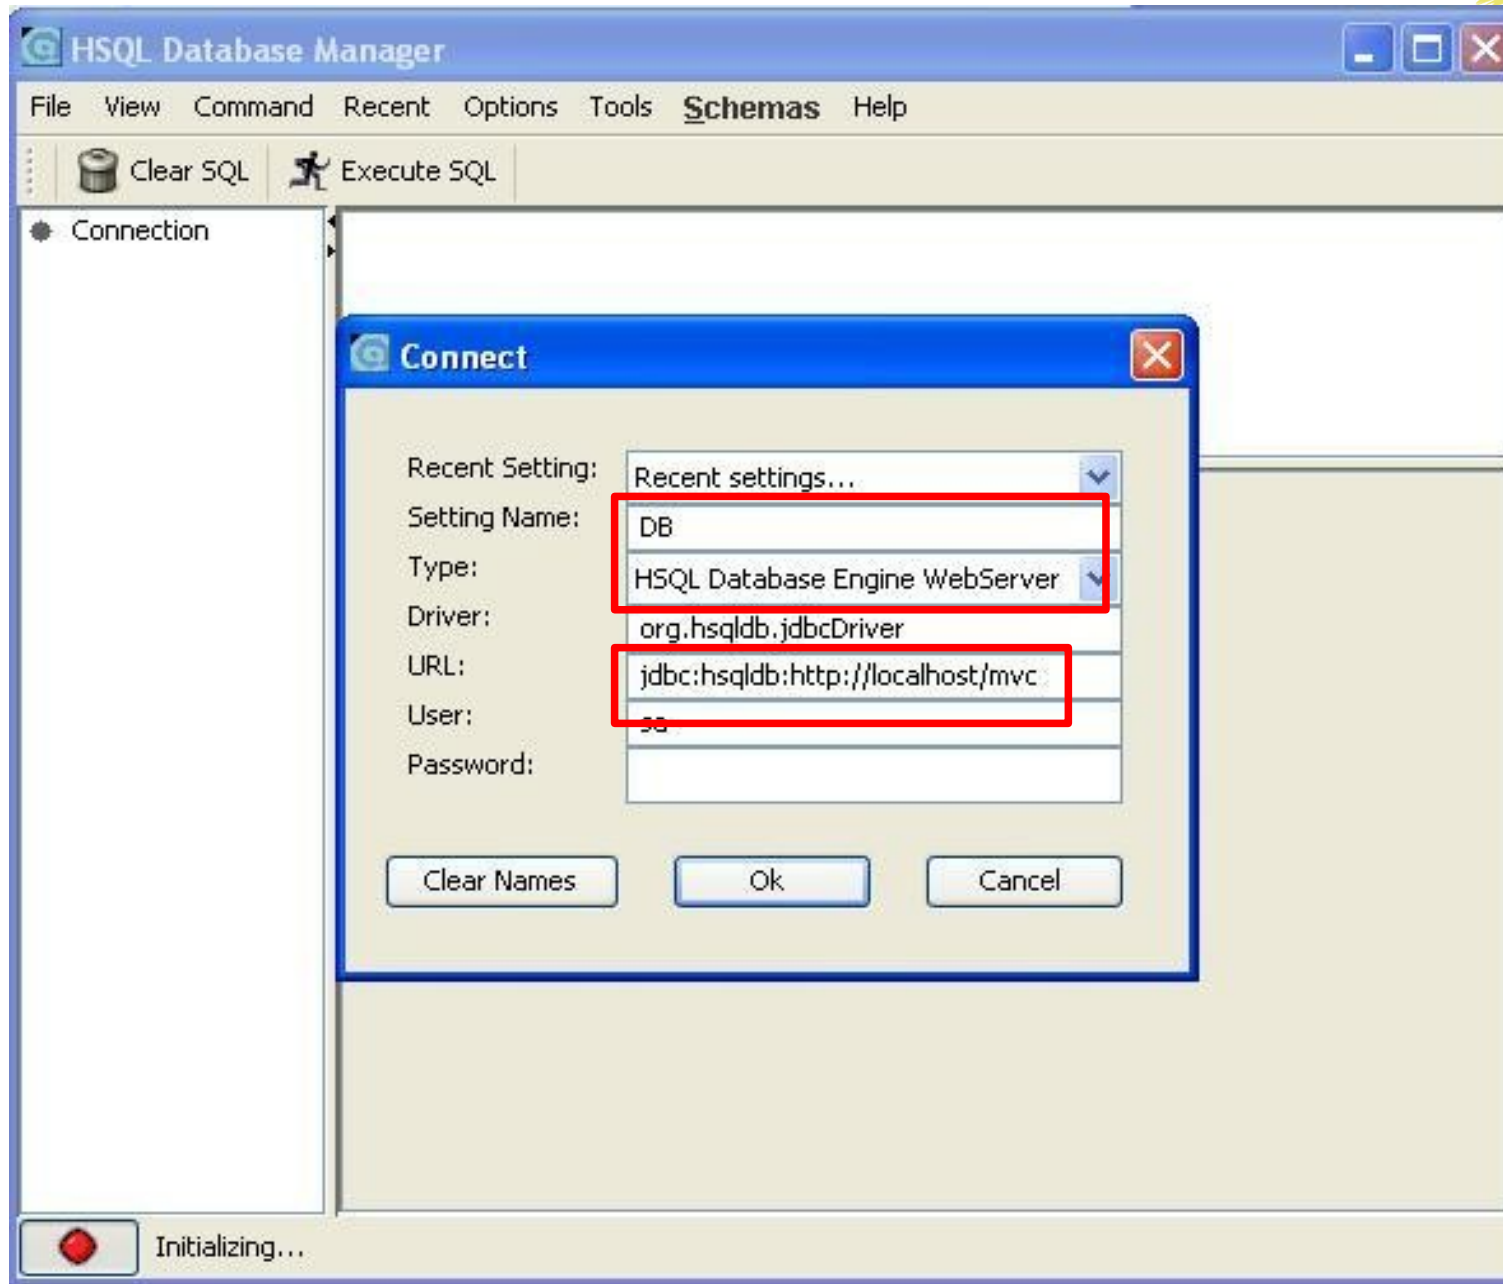 HSQL Database Manager
File View Command Recent Options Tools Schemas Help
Clear SQL Execute SQL
Connection
Connect
Recent Setting: Recent settings...
Setting Name: DB
Type: HSQL Database Engine WebServer
Driver: org.hsqldb.jdbcDriver
URL: jdbc:hsqldb:http://localhost/mvc
User: sa
Password:
Clear Names Ok Cancel
Initializing...